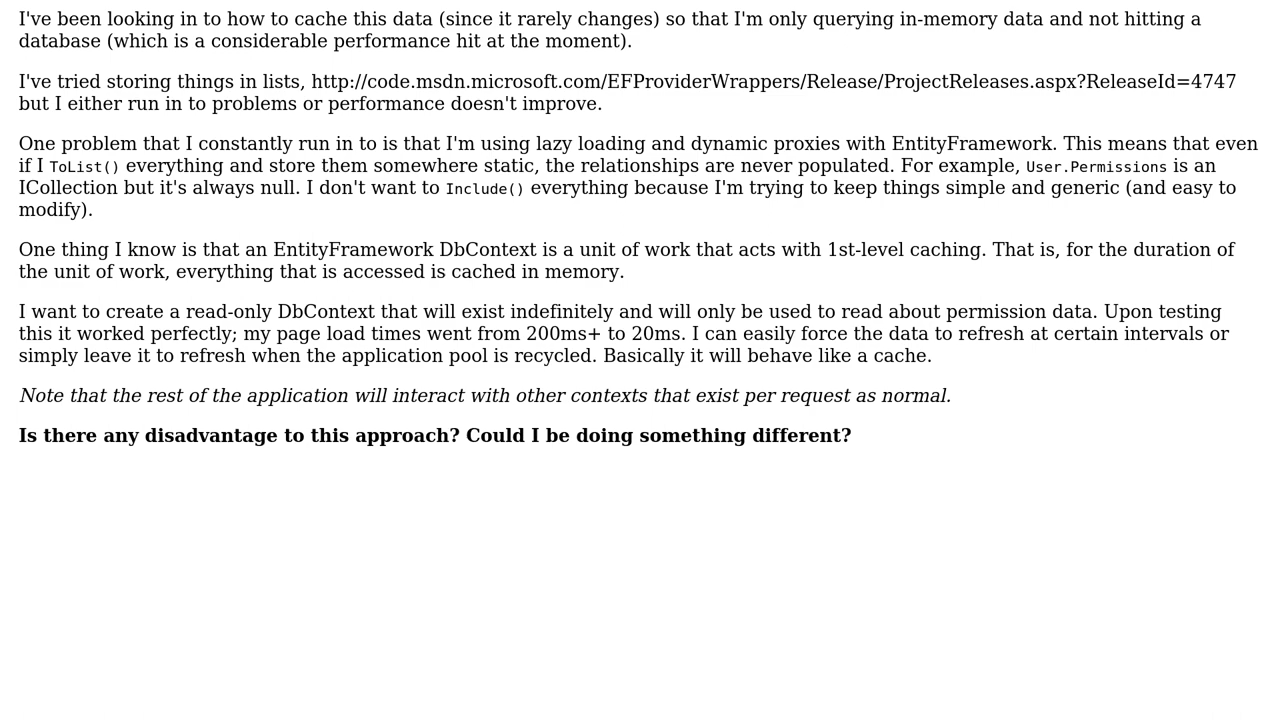 I've been looking in to how to cache this data (since it rarely changes) so that I'm only querying in-memory data and not hitting a
database (which is a considerable performance hit at the moment).
I've tried storing things in lists, http://code.msdn.microsoft.com/EFProviderWrappers/Release/ProjectReleases.aspx?ReleaseId=4747
but I either run in to problems or performance doesn't improve.
One problem that I constantly run in to is that I'm using lazy loading and dynamic proxies with EntityFramework. This means that even
if I ToList() everything and store them somewhere static, the relationships are never populated. For example, User.Permissions is an
ICollection but it's always null. I don't want to Include() everything because I'm trying to keep things simple and generic (and easy to
modify).
One thing I know is that an EntityFramework DbContext is a unit of work that acts with 1st-level caching. That is, for the duration of
the unit of work, everything that is accessed is cached in memory.
I want to create a read-only DbContext that will exist indefinitely and will only be used to read about permission data. Upon testing
this it worked perfectly; my page load times went from 200ms+ to 20ms. I can easily force the data to refresh at certain intervals or
simply leave it to refresh when the application pool is recycled. Basically it will behave like a cache.
Note that the rest of the application will interact with other contexts that exist per request as normal.
Is there any disadvantage to this approach? Could I be doing something different?